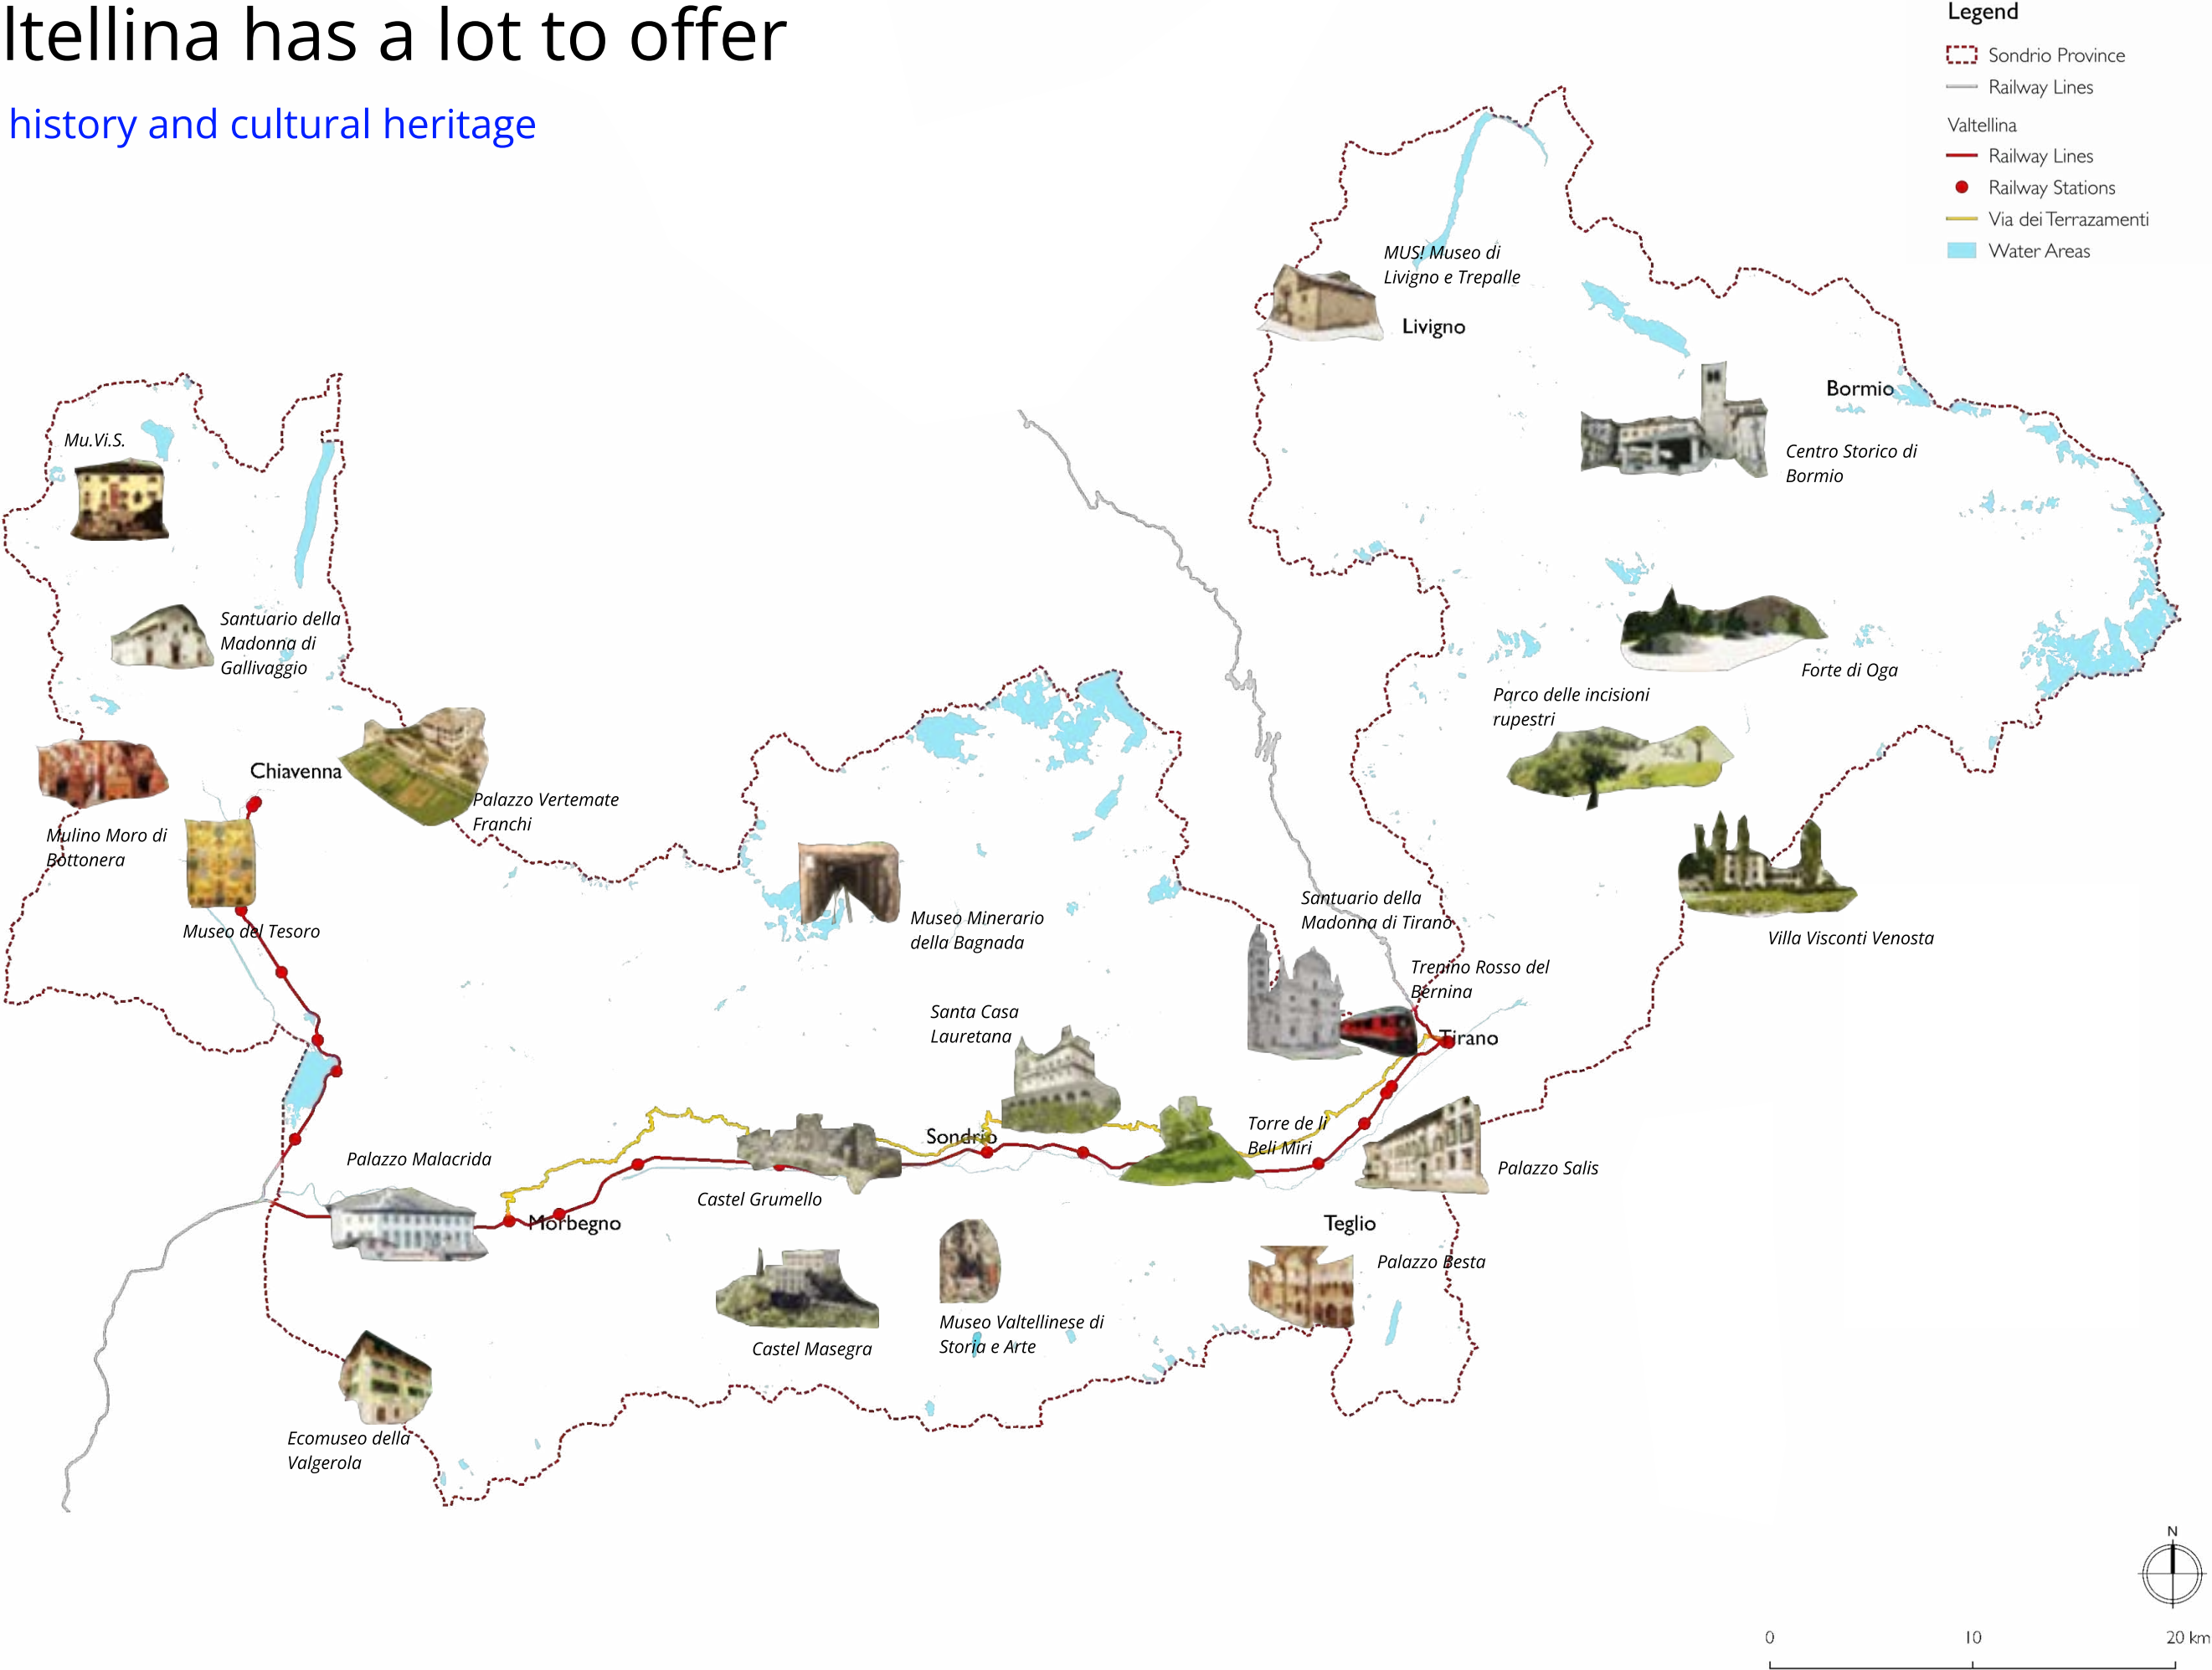 ltellina has a lot to offer
history and cultural heritage
Legend
Sondrio Province
Railway Lines
Valtellina
Railway Lines
Railway Stations
Via dei Terrazamenti
Water Areas
MUS! Museo di
Livigno e Trepalle
Livigno
Bormio
Centro Storico di
Bormio
Mu.Vi.S.
Santuario della
Madonna di
Gallivaggio
Forte di Oga
Parco delle incisioni
rupestri
Chiavenna
Palazzo Vertemate
Franchi
Mulino Moro di
Bottonera
Museo del Tesoro
Museo Minerario
della Bagnada
Santuario della
Madonna di Tirano
Villa Visconti Venosta
Trenino Rosso del
Bernina
Santa Casa
Lauretana
Tirano
Torre de li
Beli Miri
Sondrio
Palazzo Malacrida
Palazzo Salis
Castel Grumello
Morbegno
Teglio
Palazzo Besta
Museo Valtellinese di
Storia e Arte
Castel Masegra
Ecomuseo della
Valgerola
N
0 10 20 km